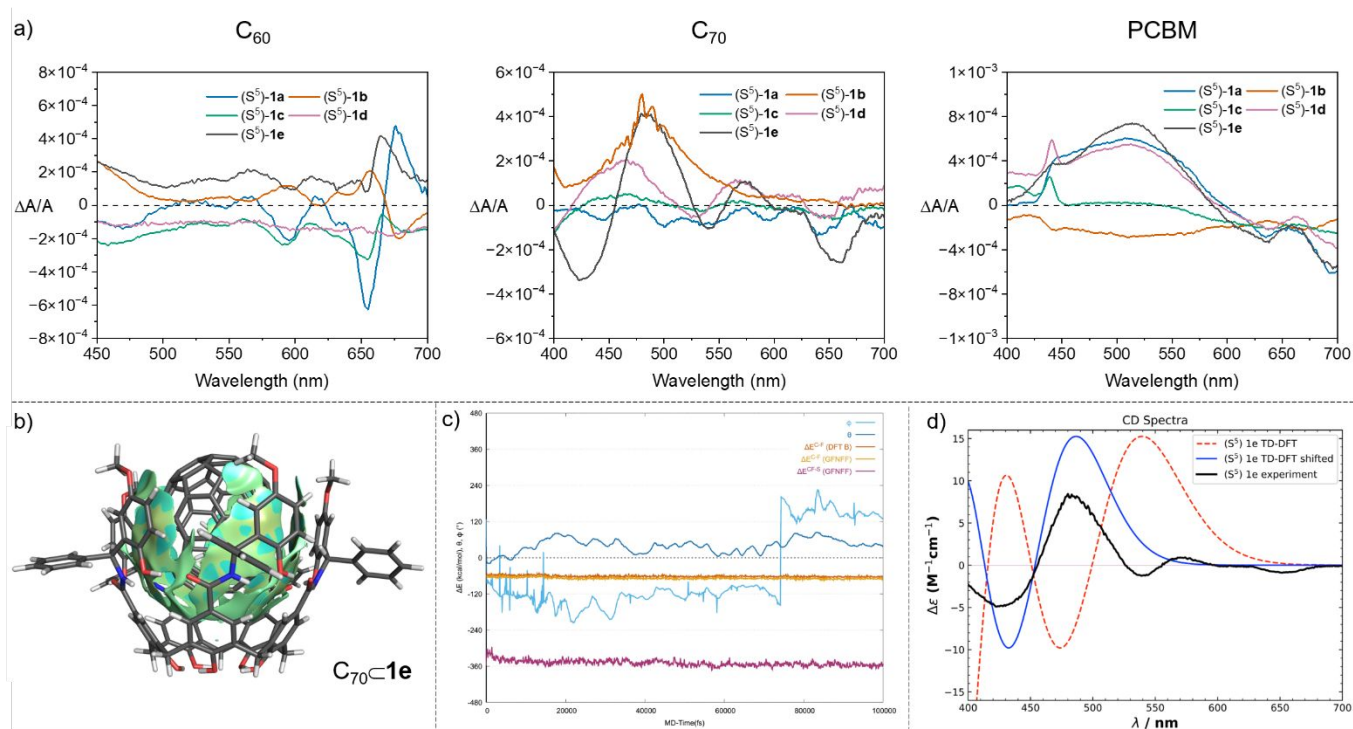 a)
C₆₀
8×10⁻⁴
6×10⁻⁴
4×10⁻⁴
2×10⁻⁴
0
−2×10⁻⁴
−4×10⁻⁴
−6×10⁻⁴
−8×10⁻⁴
ΔA/A
(S⁵)-1a (S⁵)-1b
(S⁵)-1c (S⁵)-1d
(S⁵)-1e
450 500 550 600 650 700
Wavelength (nm)
C₇₀
6×10⁻⁴
4×10⁻⁴
2×10⁻⁴
0
−2×10⁻⁴
−4×10⁻⁴
−6×10⁻⁴
ΔA/A
(S⁵)-1a (S⁵)-1b
(S⁵)-1c (S⁵)-1d
(S⁵)-1e
400 450 500 550 600 650 700
Wavelength (nm)
PCBM
1×10⁻³
8×10⁻⁴
4×10⁻⁴
0
−4×10⁻⁴
−8×10⁻⁴
−1×10⁻³
ΔA/A
(S⁵)-1a (S⁵)-1b
(S⁵)-1c (S⁵)-1d
(S⁵)-1e
400 450 500 550 600 650 700
Wavelength (nm)
b)
C₇₀⊂1e
c)
480
360
240
120
0
-120
-240
-360
-480
ΔE (kcal/mol), θ, Φ (°)
θ
ΔE^C-F (DFT B)
ΔE^C-F (GFNFF)
ΔE^CF-S (GFNFF)
0 20000 40000 60000 80000 100000
MD-Time(fs)
d)
CD Spectra
(S⁵) 1e TD-DFT
(S⁵) 1e TD-DFT shifted
(S⁵) 1e experiment
15
10
5
0
−5
−10
−15
Δε (M⁻¹cm⁻¹)
400 450 500 550 600 650 700
λ / nm